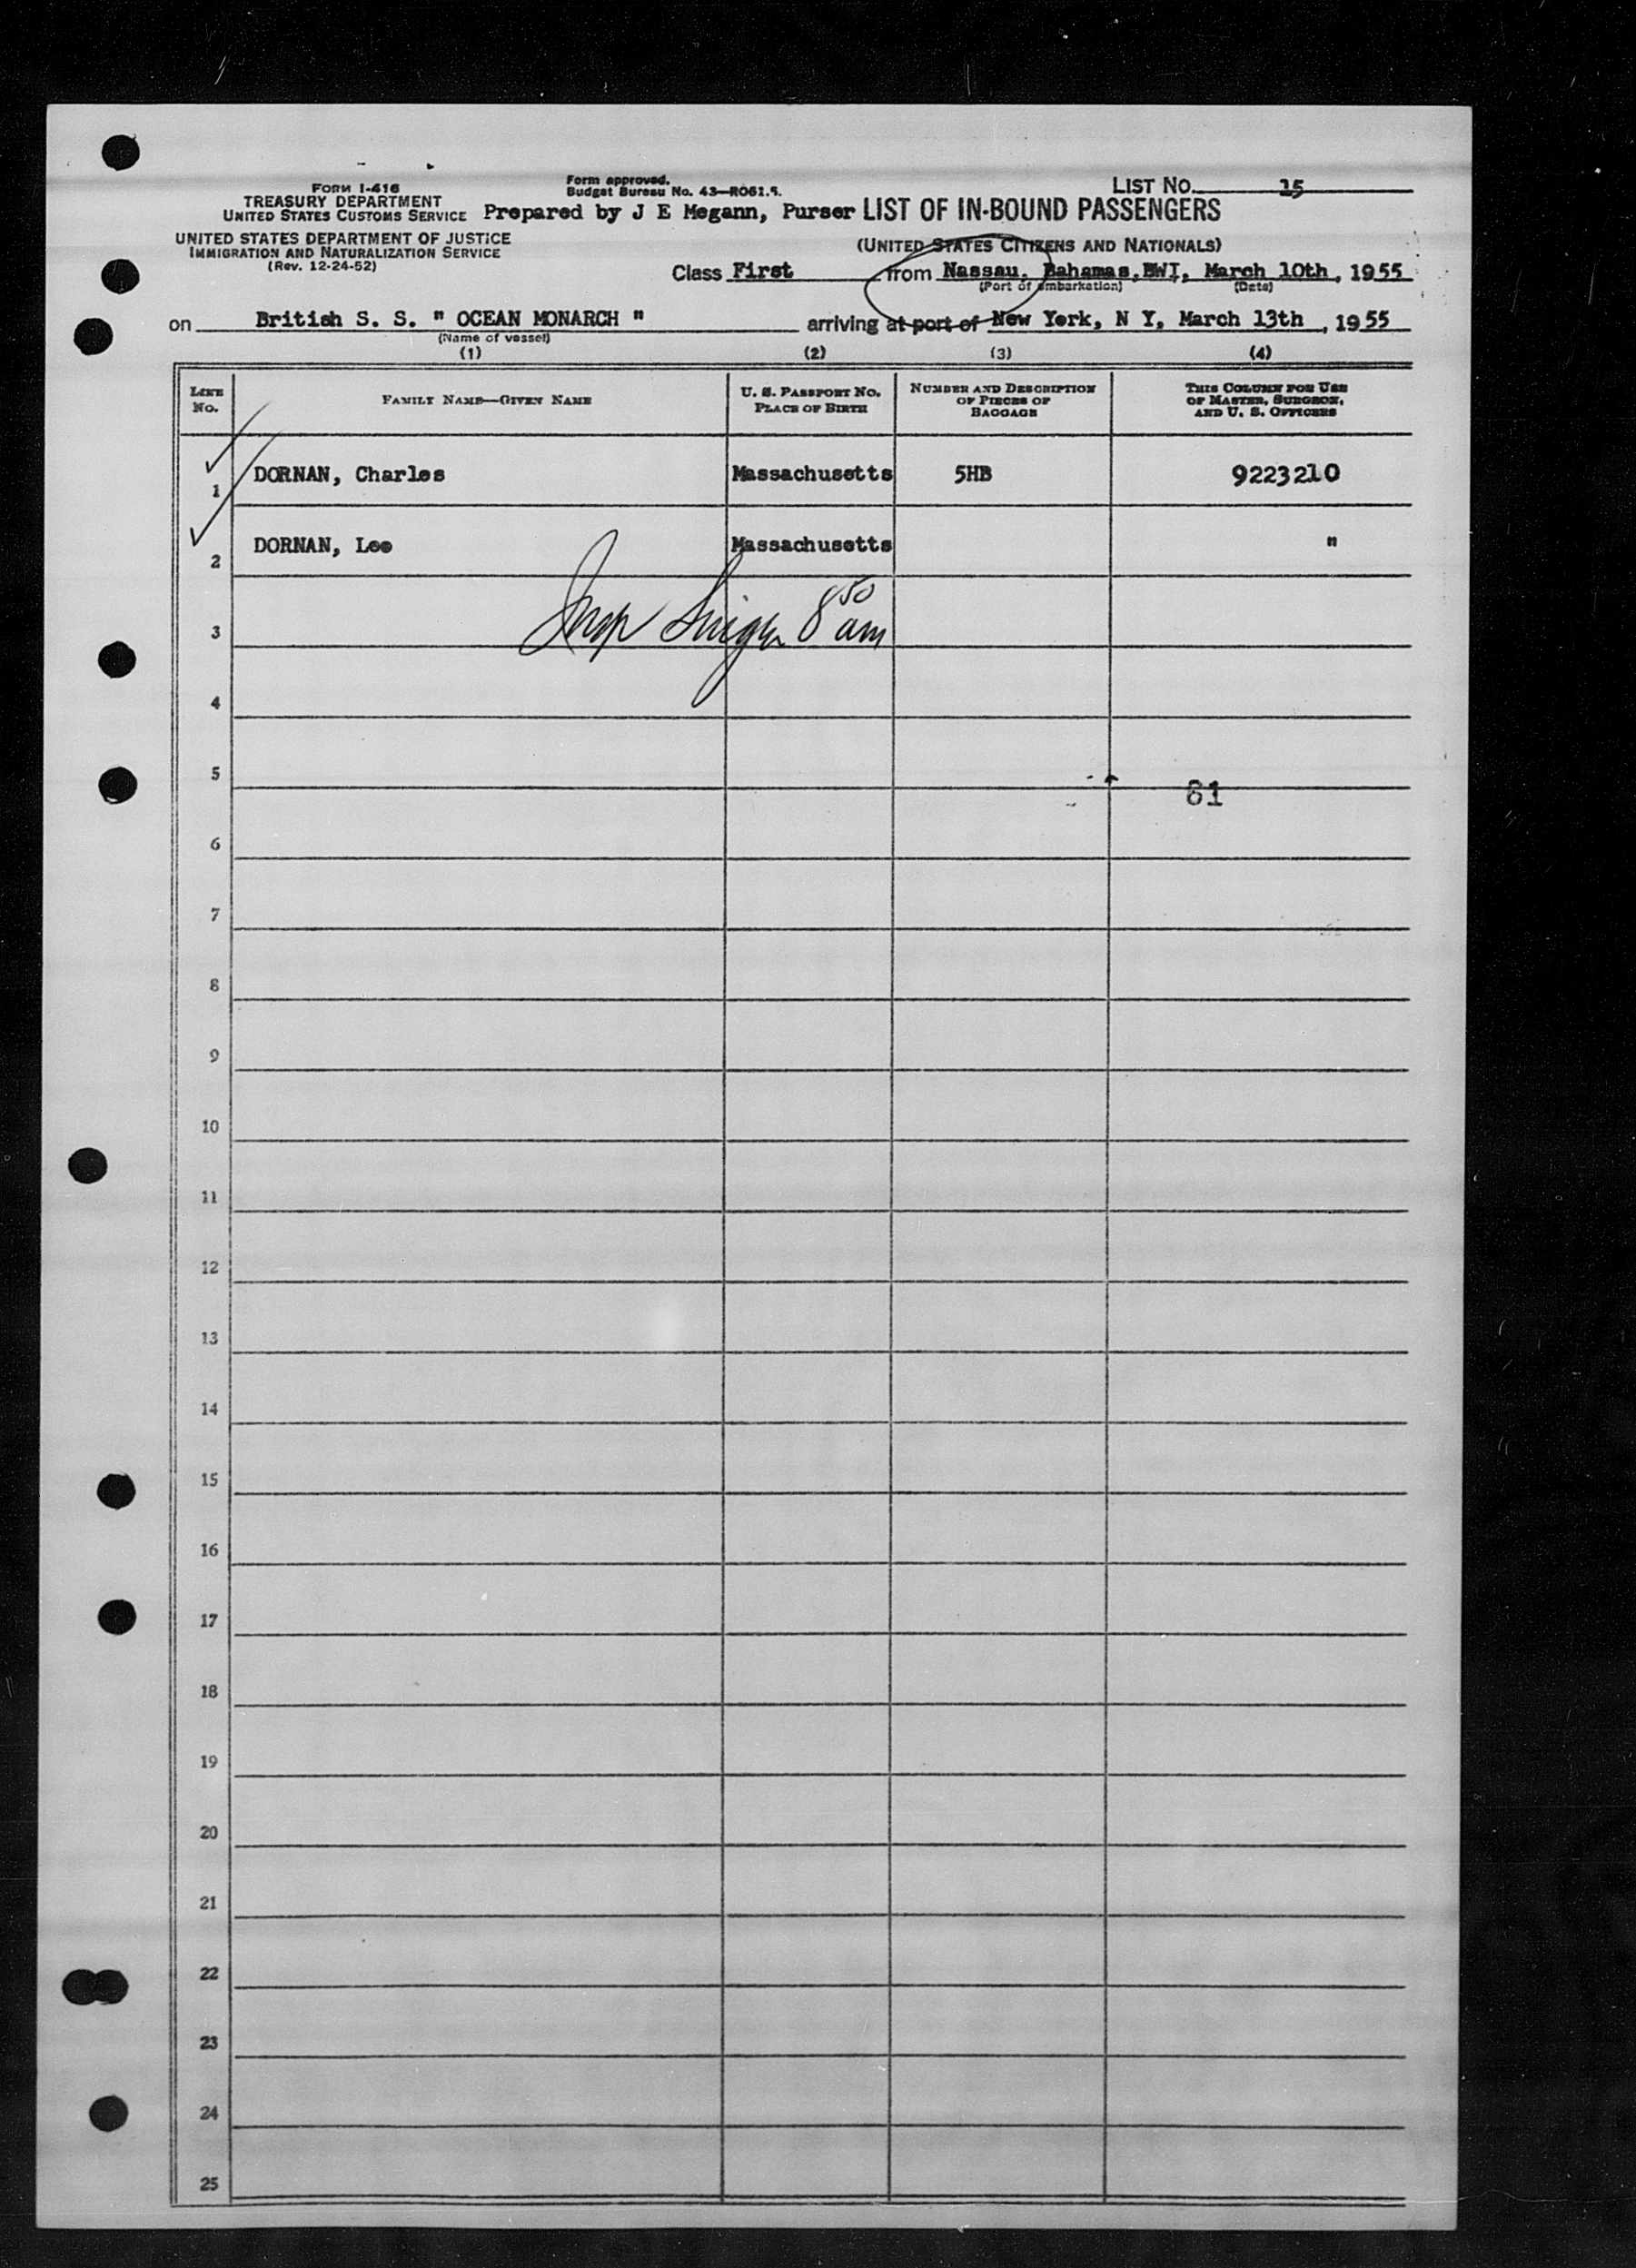 Form I-416
TREASURY DEPARTMENT
UNITED STATES CUSTOMS SERVICE
UNITED STATES DEPARTMENT OF JUSTICE
IMMIGRATION AND NATURALIZATION SERVICE
(Rev. 12-24-52)
Form approved.
Budget Bureau No. 43—R061.5.
Prepared by J E Megann, Purser
LIST NO. 15
LIST OF IN-BOUND PASSENGERS
(UNITED STATES CITIZENS AND NATIONALS)
Class First from Nassau, Bahamas,BWI, March 10th, 1955
(Port of embarkation) (Date)
on British S. S. " OCEAN MONARCH " arriving at port of New York, N Y, March 13th, 1955
(Name of vessel)
(1) (2) (3) (4)
LINE NO. FAMILY NAME—GIVEN NAME U. S. PASSPORT NO. PLACE OF BIRTH NUMBER AND DESCRIPTION OF PIECES OF BAGGAGE THIS COLUMN FOR USE OF MASTER, SURGEON, AND U. S. OFFICERS
1 DORNAN, Charles Massachusetts 5HB 9223210
2 DORNAN, Lee Massachusetts "
3 8 50 am
4
5
61
6
7
8
9
10
11
12
13
14
15
16
17
18
19
20
21
22
23
24
25